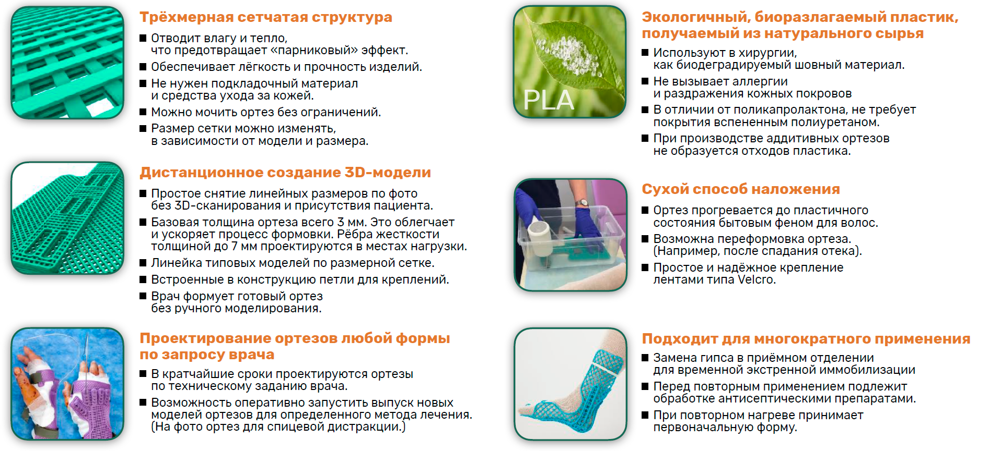 Трёхмерная сетчатая структура
Отводит влагу и тепло,
что предотвращает «парниковый» эффект.
Обеспечивает лёгкость и прочность изделий.
Не нужен подкладочный материал
и средства ухода за кожей.
Можно мочить ортез без ограничений.
Размер сетки можно изменять,
в зависимости от модели и размера.
Дистанционное создание 3D-модели
Простое снятие линейных размеров по фото
без 3D-сканирования и присутствия пациента.
Базовая толщина ортеза всего 3 мм. Это облегчает
и ускоряет процесс формовки. Рёбра жесткости
толщиной до 7 мм проектируются в местах нагрузки.
Линейка типовых моделей по размерной сетке.
Встроенные в конструкцию петли для креплений.
Врач формует готовый ортез
без ручного моделирования.
Проектирование ортезов любой формы
по запросу врача
В кратчайшие сроки проектируются ортезы
по техническому заданию врача.
Возможность оперативно запустить выпуск новых
моделей ортезов для определенного метода лечения.
(На фото ортез для спицевой дистракции.)
PLA
Экологичный, биоразлагаемый пластик,
получаемый из натурального сырья
Используют в хирургии,
как биодеградируемый шовный материал.
Не вызывает аллергии
и раздражения кожных покровов
В отличии от поликапролактона, не требует
покрытия вспененным полиуретаном.
При производстве аддитивных ортезов
не образуется отходов пластика.
Сухой способ наложения
Ортез прогревается до пластичного
состояния бытовым феном для волос.
Возможна переформовка ортеза.
(Например, после спадания отека).
Простое и надёжное крепление
лентами типа Velcro.
Подходит для многократного применения
Замена гипса в приёмном отделении
для временной экстренной иммобилизации
Перед повторным применением подлежит
обработке антисептическими препаратами.
При повторном нагреве принимает
первоначальную форму.